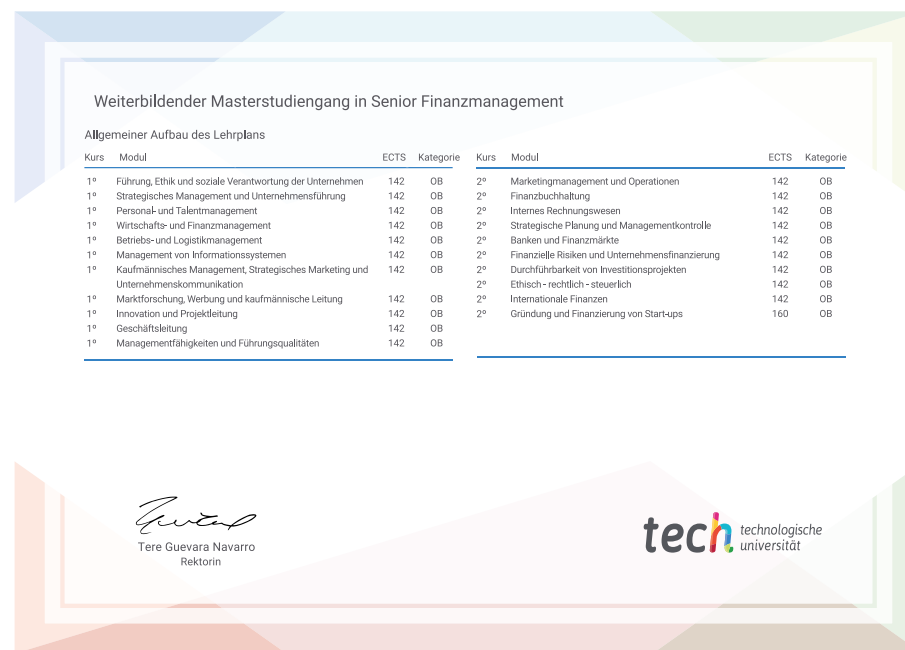 Weiterbildender Masterstudiengang in Senior Finanzmanagement
Allgemeiner Aufbau des Lehrplans
Kurs Modul ECTS Kategorie
1º Führung, Ethik und soziale Verantwortung der Unternehmen 142 OB
1º Strategisches Management und Unternehmensführung 142 OB
1º Personal- und Talentmanagement 142 OB
1º Wirtschafts- und Finanzmanagement 142 OB
1º Betriebs- und Logistikmanagement 142 OB
1º Management von Informationssystemen 142 OB
1º Kaufmännisches Management, Strategisches Marketing und 142 OB
Unternehmenskommunikation
1º Marktforschung, Werbung und kaufmännische Leitung 142 OB
1º Innovation und Projektleitung 142 OB
1º Geschäftsleitung 142 OB
1º Managementfähigkeiten und Führungsqualitäten 142 OB
Kurs Modul ECTS Kategorie
2º Marketingmanagement und Operationen 142 OB
2º Finanzbuchhaltung 142 OB
2º Internes Rechnungswesen 142 OB
2º Strategische Planung und Managementkontrolle 142 OB
2º Banken und Finanzmärkte 142 OB
2º Finanzielle Risiken und Unternehmensfinanzierung 142 OB
2º Durchführbarkeit von Investitionsprojekten 142 OB
2º Ethisch - rechtlich - steuerlich 142 OB
2º Internationale Finanzen 142 OB
2º Gründung und Finanzierung von Start-ups 160 OB
Tere Guevara Navarro
Rektorin
tech technologische
universität